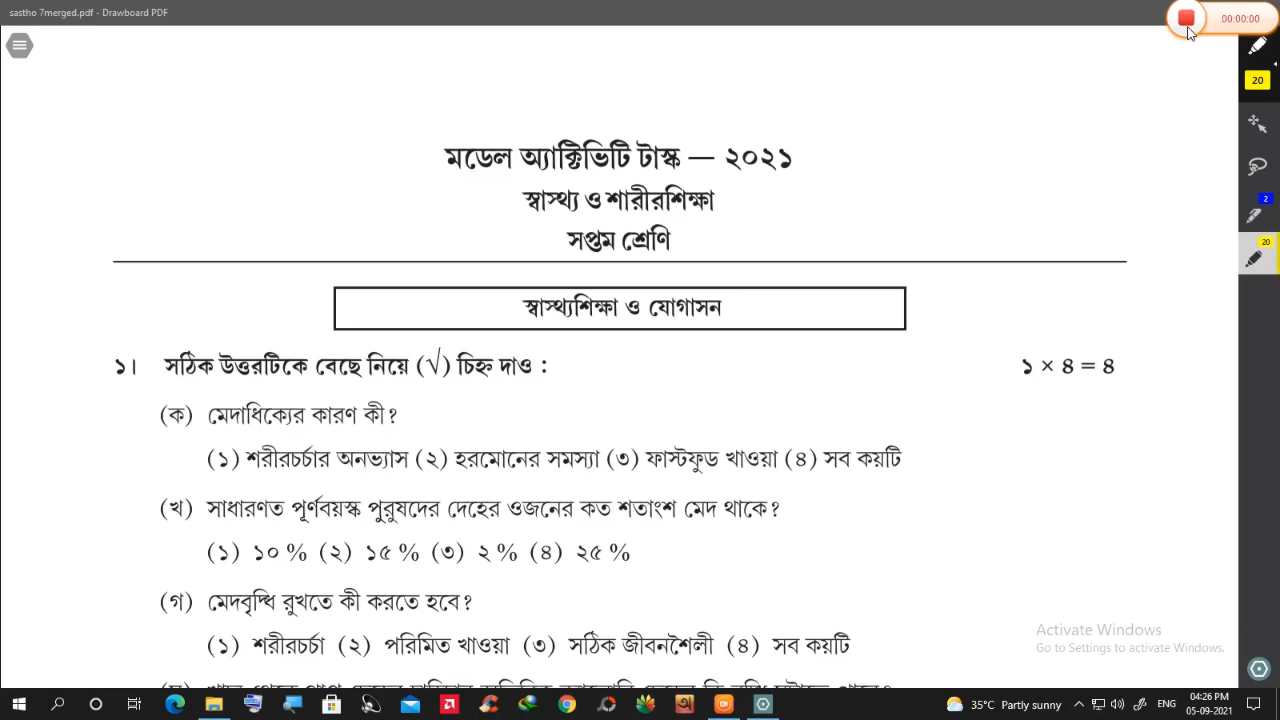 sastho 7merged.pdf - Drawboard PDF
00:00:00
20
মডেল অ্যাক্টিভিটি টাস্ক — ২০২১
স্বাস্থ্য ও শারীরশিক্ষা
2
সপ্তম শ্রেণি
20
স্বাস্থ্যশিক্ষা ও যোগাসন
১। সঠিক উত্তরটিকে বেছে নিয়ে (√) চিহ্ন দাও : ১ × ৪ = ৪
(ক) মেদাধিক্যের কারণ কী?
(১) শরীরচর্চার অনভ্যাস (২) হরমোনের সমস্যা (৩) ফাস্টফুড খাওয়া (৪) সব কয়টি
(খ) সাধারণত পূর্ণবয়স্ক পুরুষদের দেহের ওজনের কত শতাংশ মেদ থাকে?
(১) ১০ % (২) ১৫ % (৩) ২ % (৪) ২৫ %
(গ) মেদবৃদ্ধি রুখতে কী করতে হবে?
(১) শরীরচর্চা (২) পরিমিত খাওয়া (৩) সঠিক জীবনশৈলী (৪) সব কয়টি
Activate Windows
Go to Settings to activate Windows.
35°C Partly sunny
ENG
04:26 PM
05-09-2021